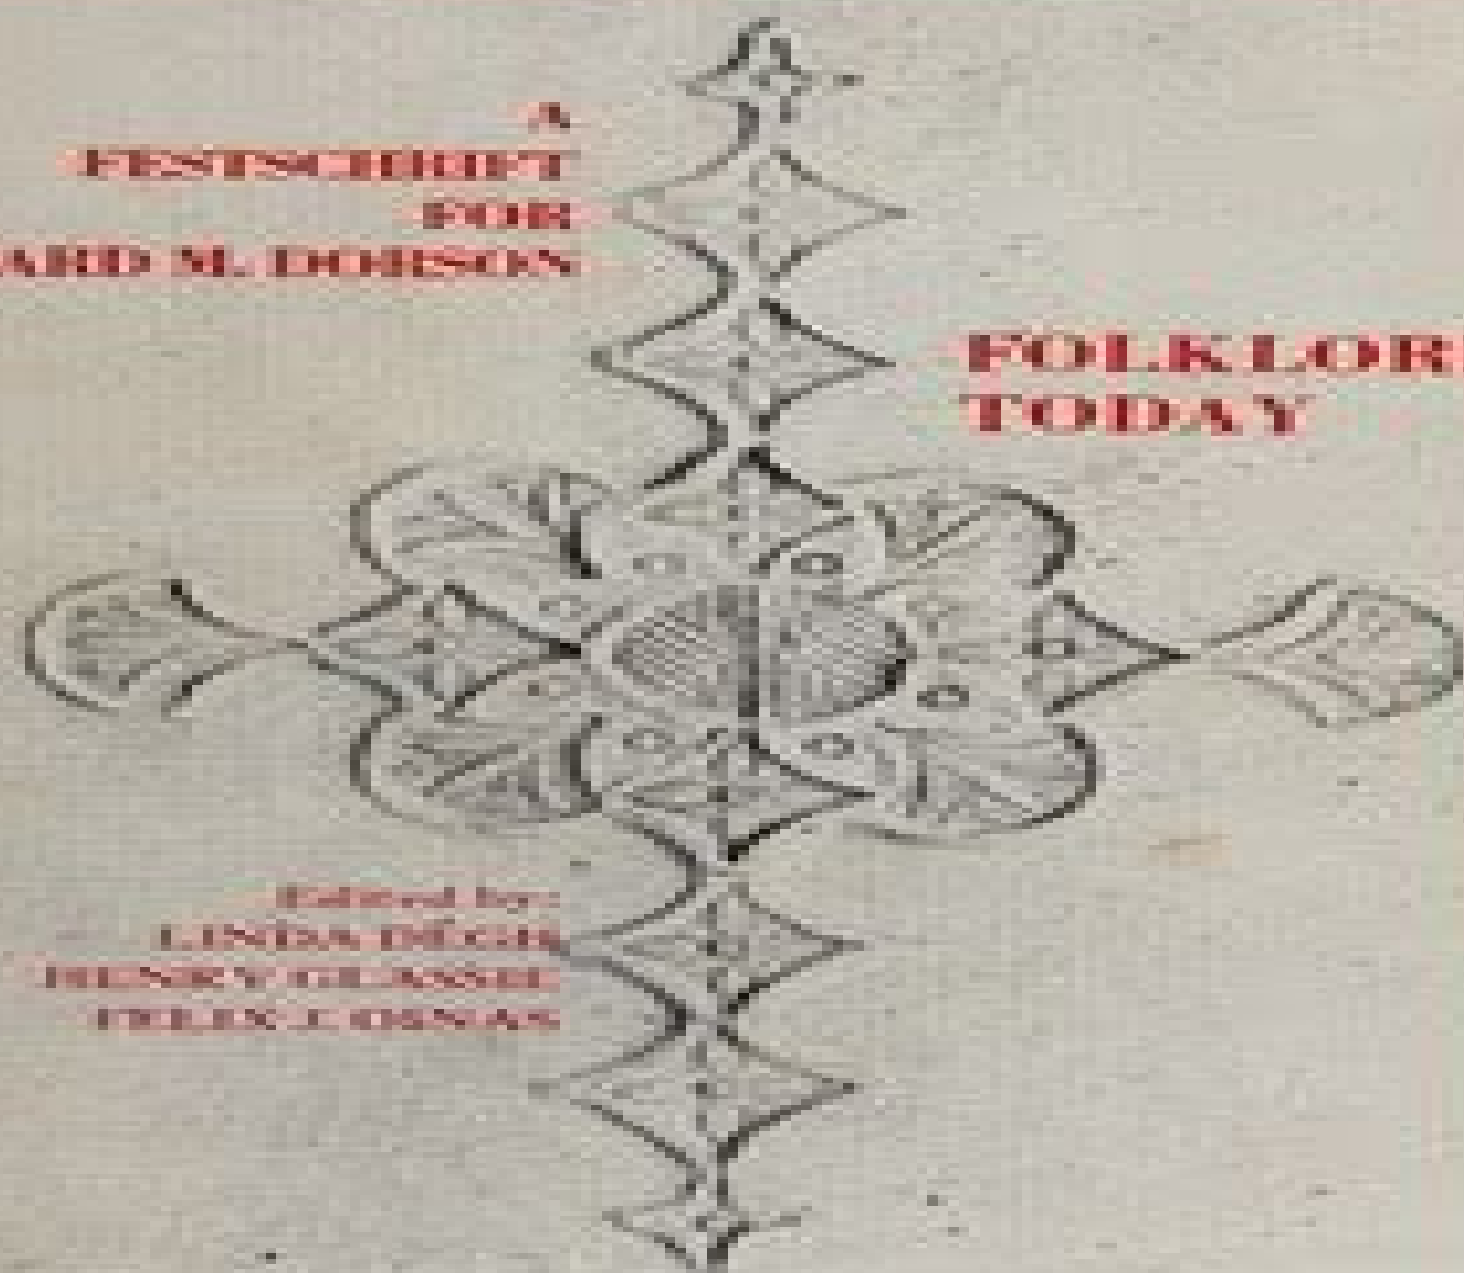 A
FESTSCHRIFT
FOR
ARD M. DORSON
FOLKLOR
TODAY
Edited by:
LINDA DÉGH
HENRY GLASSIE
FELIX J. OINAS